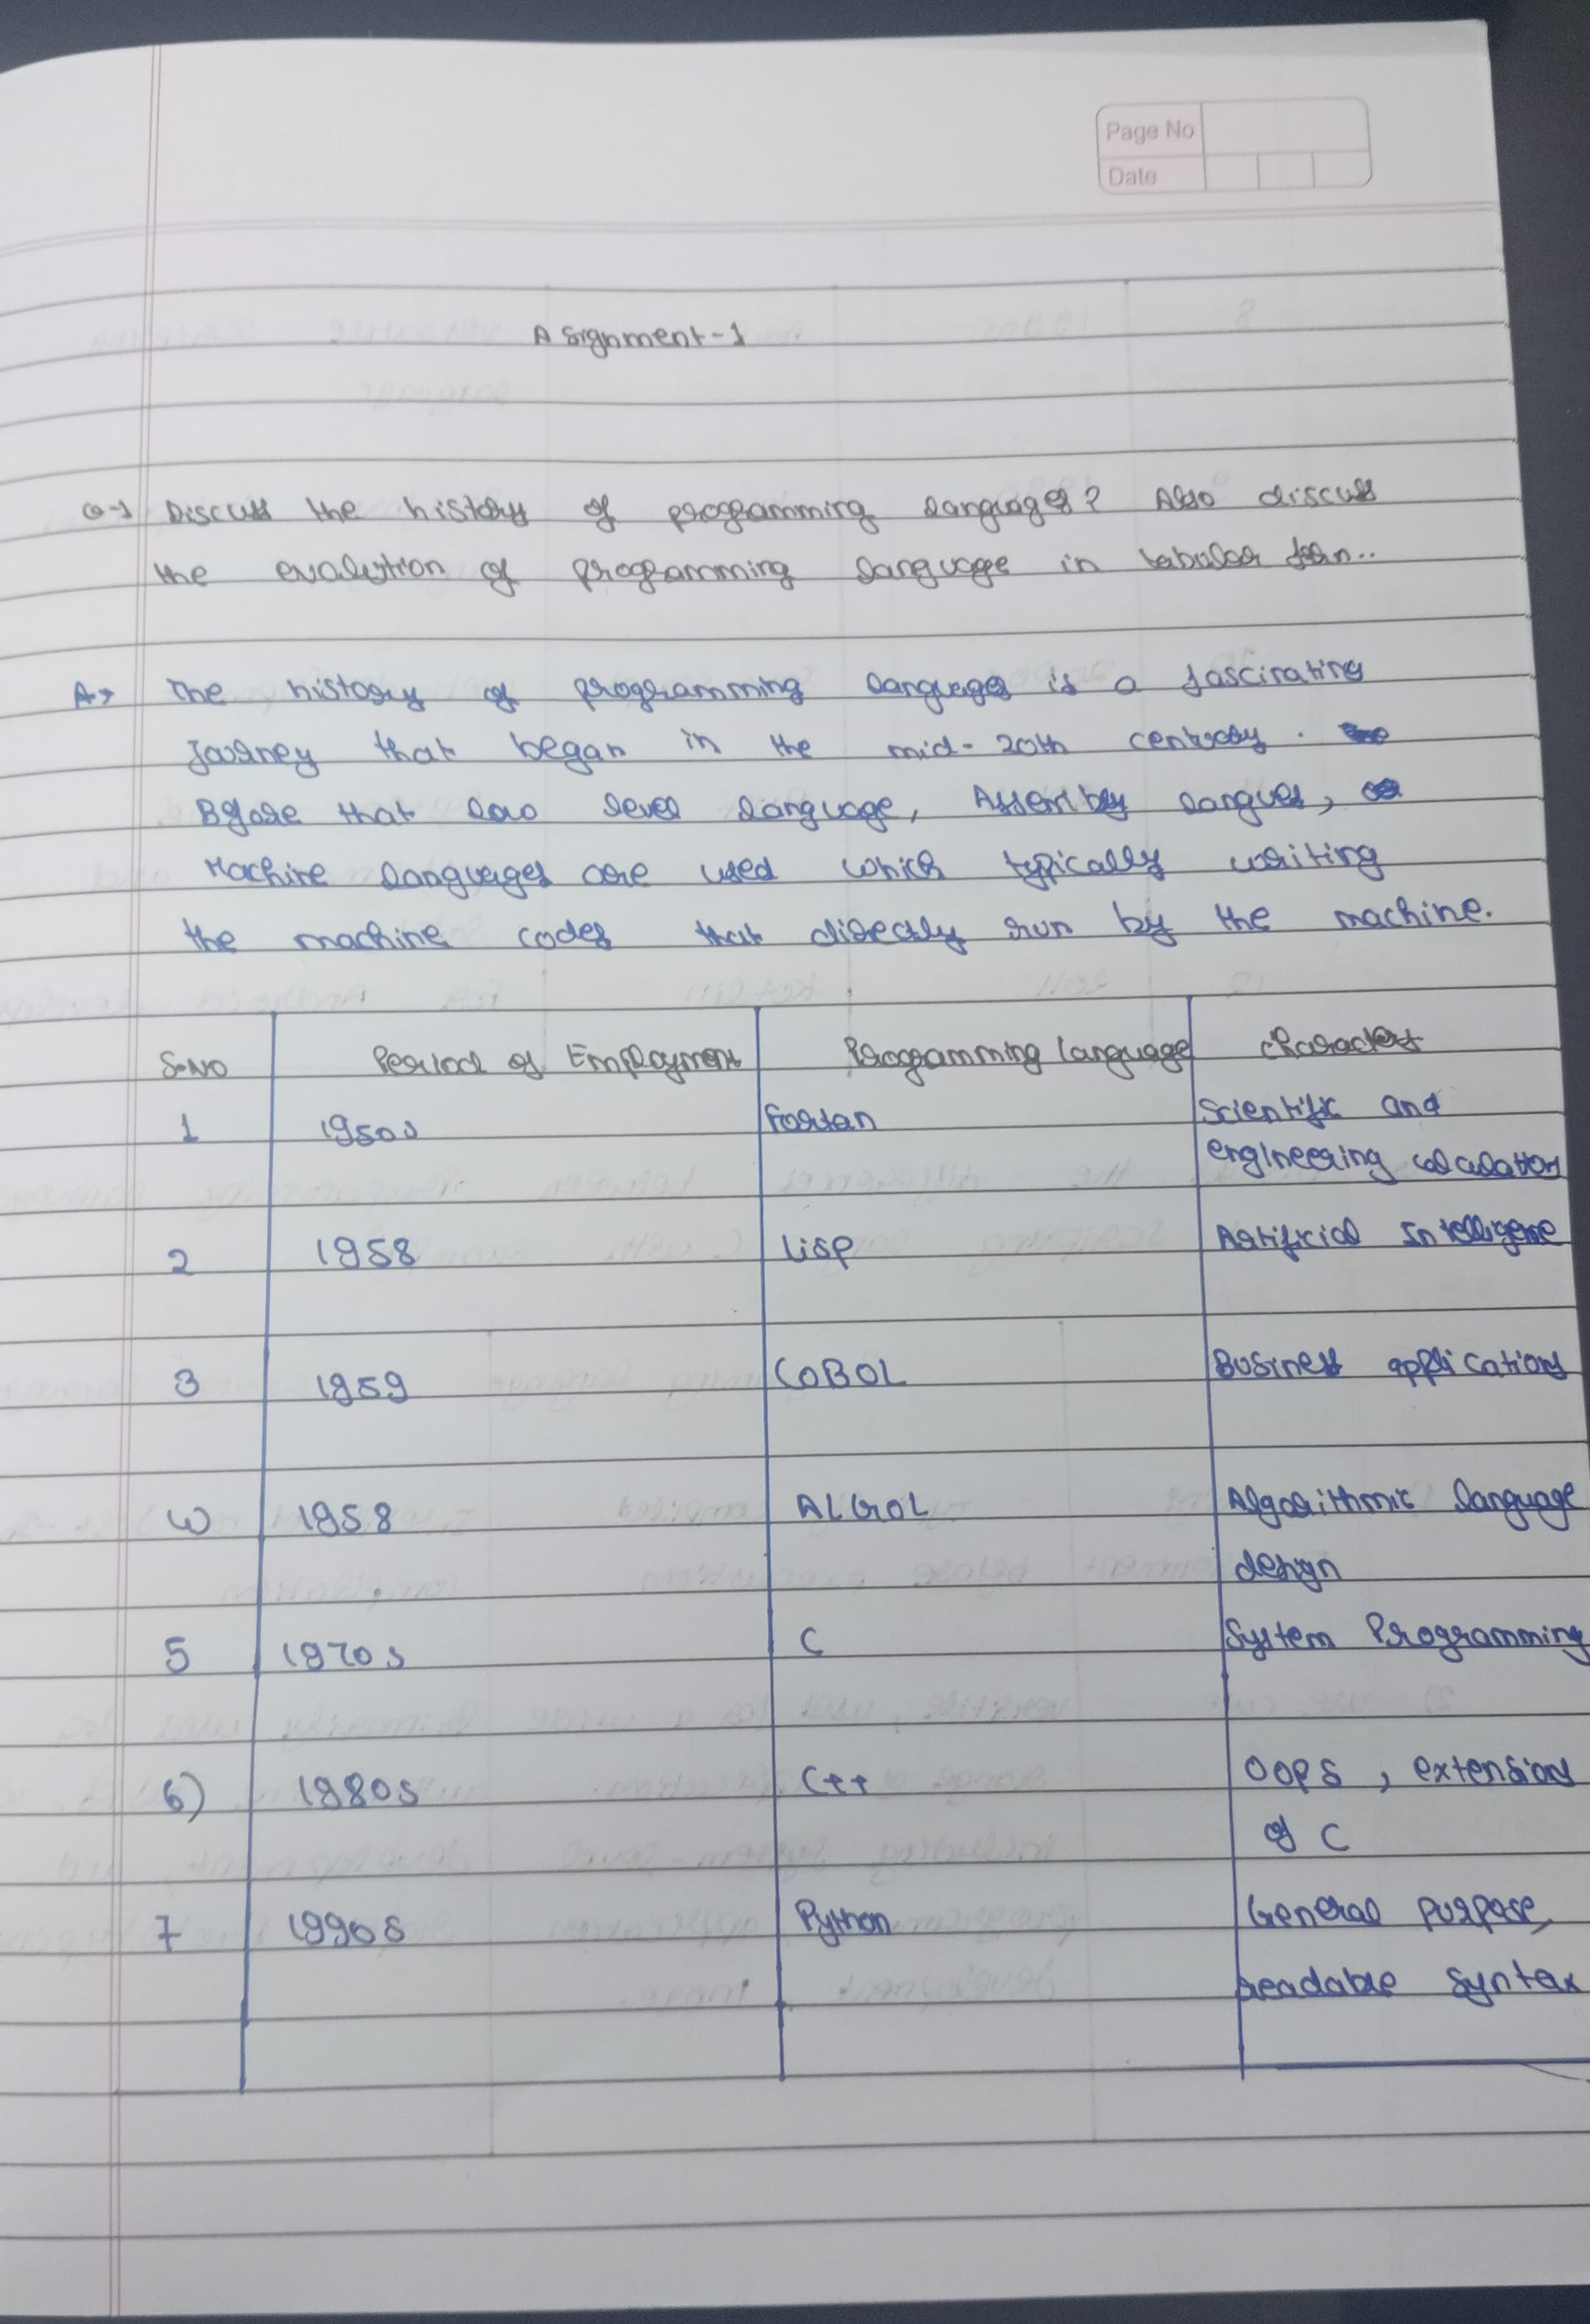 Page No
Date
Assignment-1
Q-1 Discuss the history of programming languages? Also discuss
the evolution of programming language in tabular form..
A→ The history of programming languages is a fascinating
Journey that began in the mid-20th century.
Before that low level language, Assembly langues,
Machine languages are used which typically writing
the machine codes that directly run by the machine.
S.NO Period of Employment Programming language characters
1 1950s Fortan Scientific and
engineering calculation
2 1958 Lisp Artificial Intelligene
3 1959 COBOL Business applications
4 1958 ALGOL Algorithmic language
design
5 1970s C System Programming
6) 1980s C++ OOPS, extensions
of C
7 1990s Python General purpose,
readable syntax